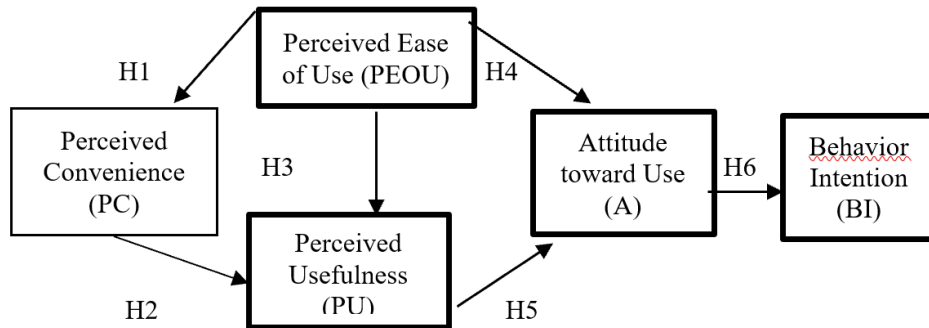 Perceived Ease
of Use (PEOU)
H1
H4
Perceived
Convenience
(PC)
H3
Attitude
toward Use
(A)
H6
Behavior
Intention
(BI)
Perceived
Usefulness
(PU)
H2
H5